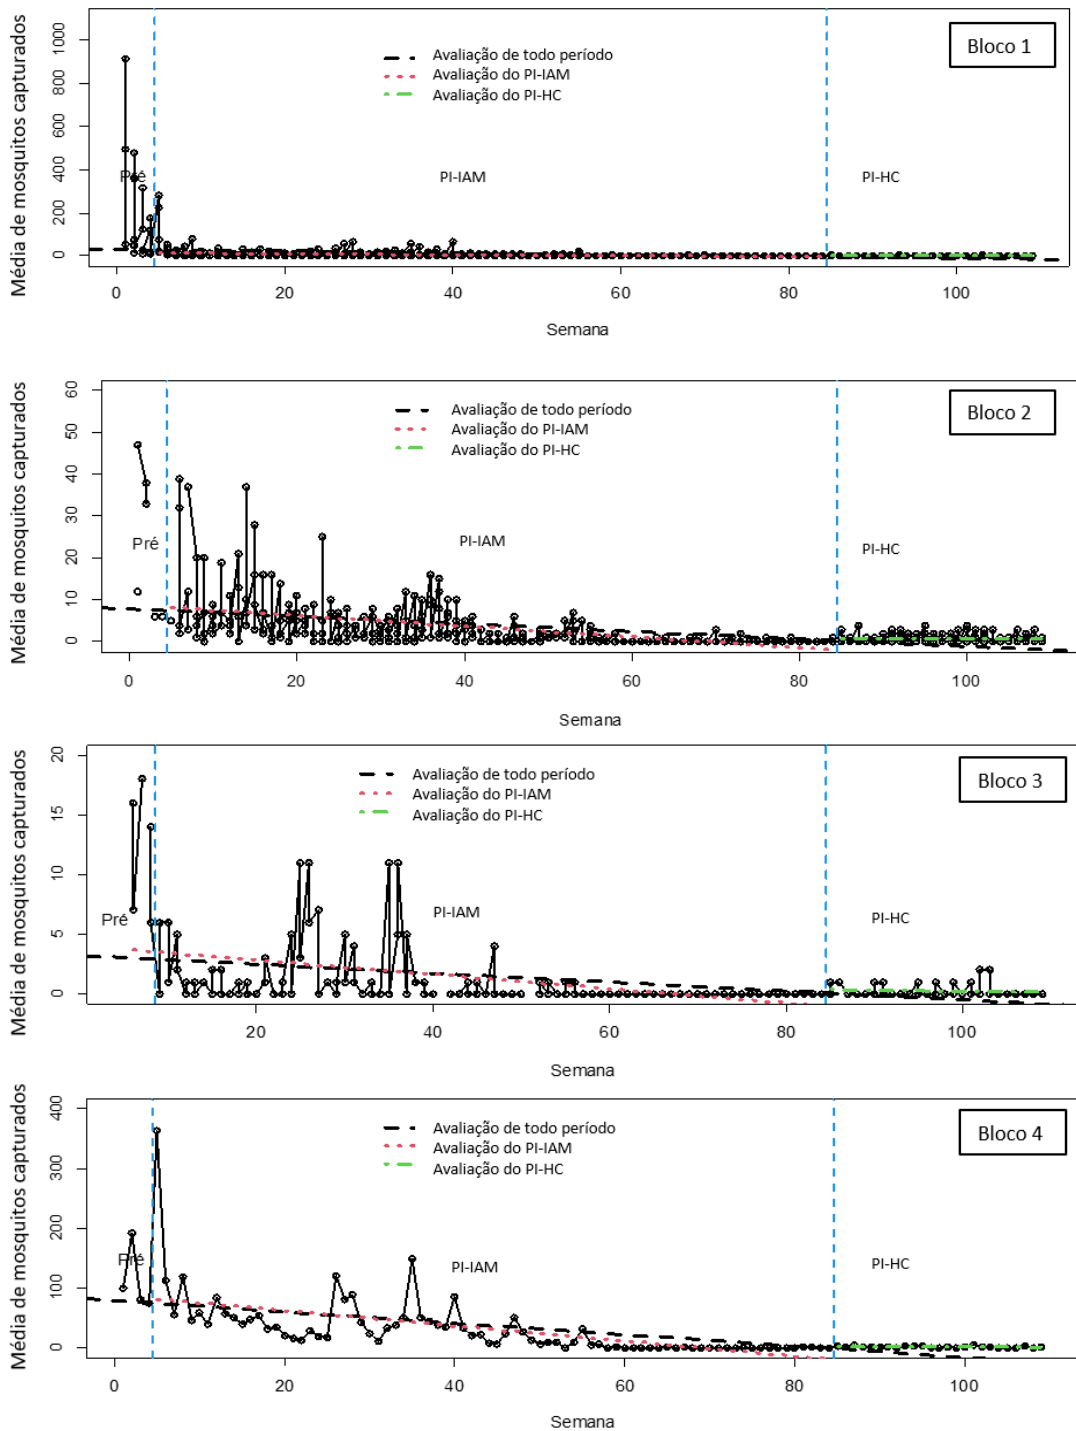 Média de mosquitos capturados
1000
800
600
400
200
0
Avaliação de todo período
Avaliação do PI-IAM
Avaliação do PI-HC
Bloco 1
Pré
PI-IAM
PI-HC
0 20 40 60 80 100
Semana
Média de mosquitos capturados
60
50
40
30
20
10
0
Avaliação de todo período
Avaliação do PI-IAM
Avaliação do PI-HC
Bloco 2
Pré
PI-IAM
PI-HC
0 20 40 60 80 100
Semana
Média de mosquitos capturados
20
15
10
5
0
Avaliação de todo período
Avaliação do PI-IAM
Avaliação do PI-HC
Bloco 3
Pré
PI-IAM
PI-HC
20 40 60 80 100
Semana
Média de mosquitos capturados
400
300
200
100
0
Avaliação de todo período
Avaliação do PI-IAM
Avaliação do PI-HC
Bloco 4
Pré
PI-IAM
PI-HC
0 20 40 60 80 100
Semana